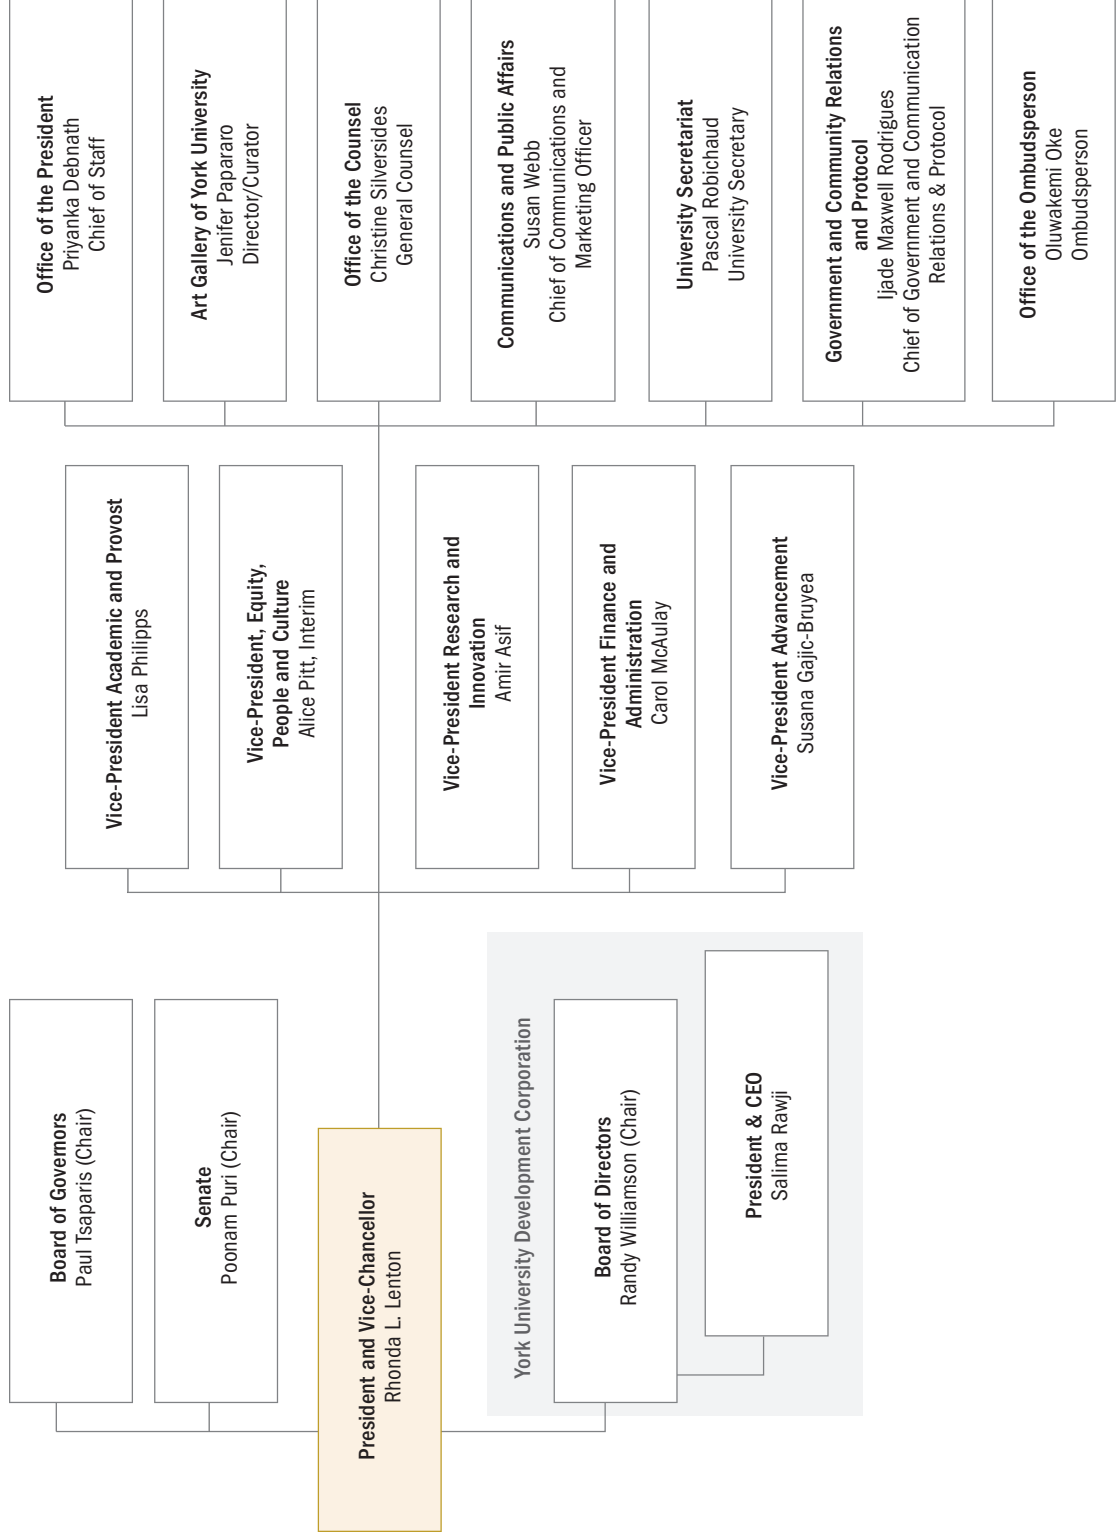 Board of Governors
Paul Tsaparis (Chair)
Senate
Poonam Puri (Chair)
President and Vice-Chancellor
Rhonda L. Lenton
York University Development Corporation
Board of Directors
Randy Williamson (Chair)
President & CEO
Salima Rawji
Vice-President Academic and Provost
Lisa Philipps
Vice-President, Equity,
People and Culture
Alice Pitt, Interim
Vice-President Research and
Innovation
Amir Asif
Vice-President Finance and
Administration
Carol McAulay
Vice-President Advancement
Susana Gajic-Bruyea
Office of the President
Priyanka Debnath
Chief of Staff
Art Gallery of York University
Jenifer Papararo
Director/Curator
Office of the Counsel
Christine Silversides
General Counsel
Communications and Public Affairs
Susan Webb
Chief of Communications and
Marketing Officer
University Secretariat
Pascal Robichaud
University Secretary
Government and Community Relations
and Protocol
Ijade Maxwell Rodrigues
Chief of Government and Communication
Relations & Protocol
Office of the Ombudsperson
Oluwakemi Oke
Ombudsperson